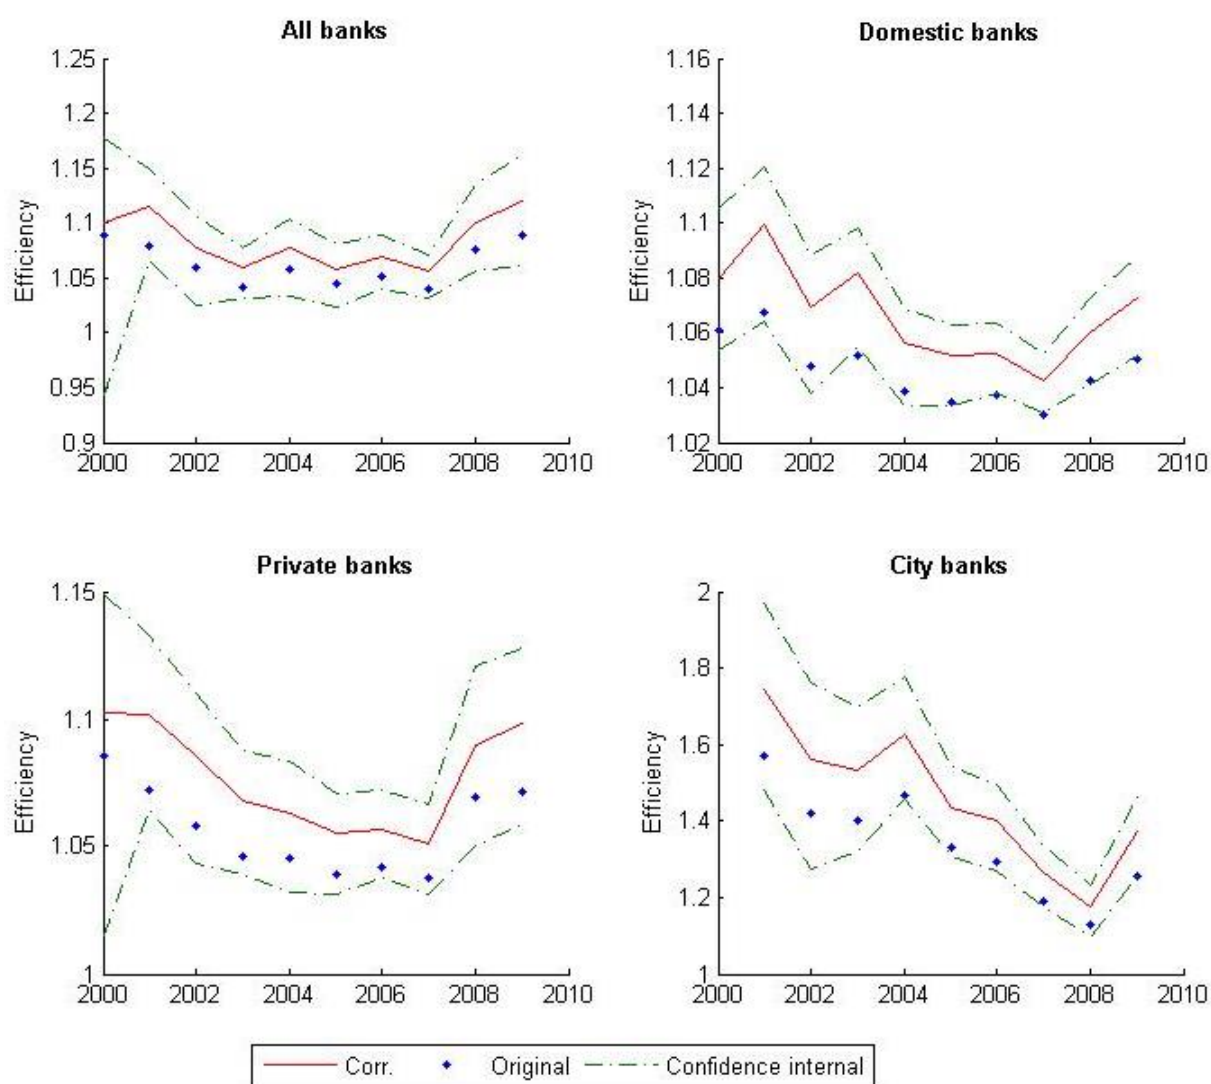 All banks
1.25
1.2
1.15
1.1
1.05
1
0.95
0.9
Efficiency
2000 2002 2004 2006 2008 2010
Domestic banks
1.16
1.14
1.12
1.1
1.08
1.06
1.04
1.02
Efficiency
2000 2002 2004 2006 2008 2010
Private banks
1.15
1.1
1.05
1
Efficiency
2000 2002 2004 2006 2008 2010
City banks
2
1.8
1.6
1.4
1.2
1
Efficiency
2000 2002 2004 2006 2008 2010
Corr. Original Confidence internal